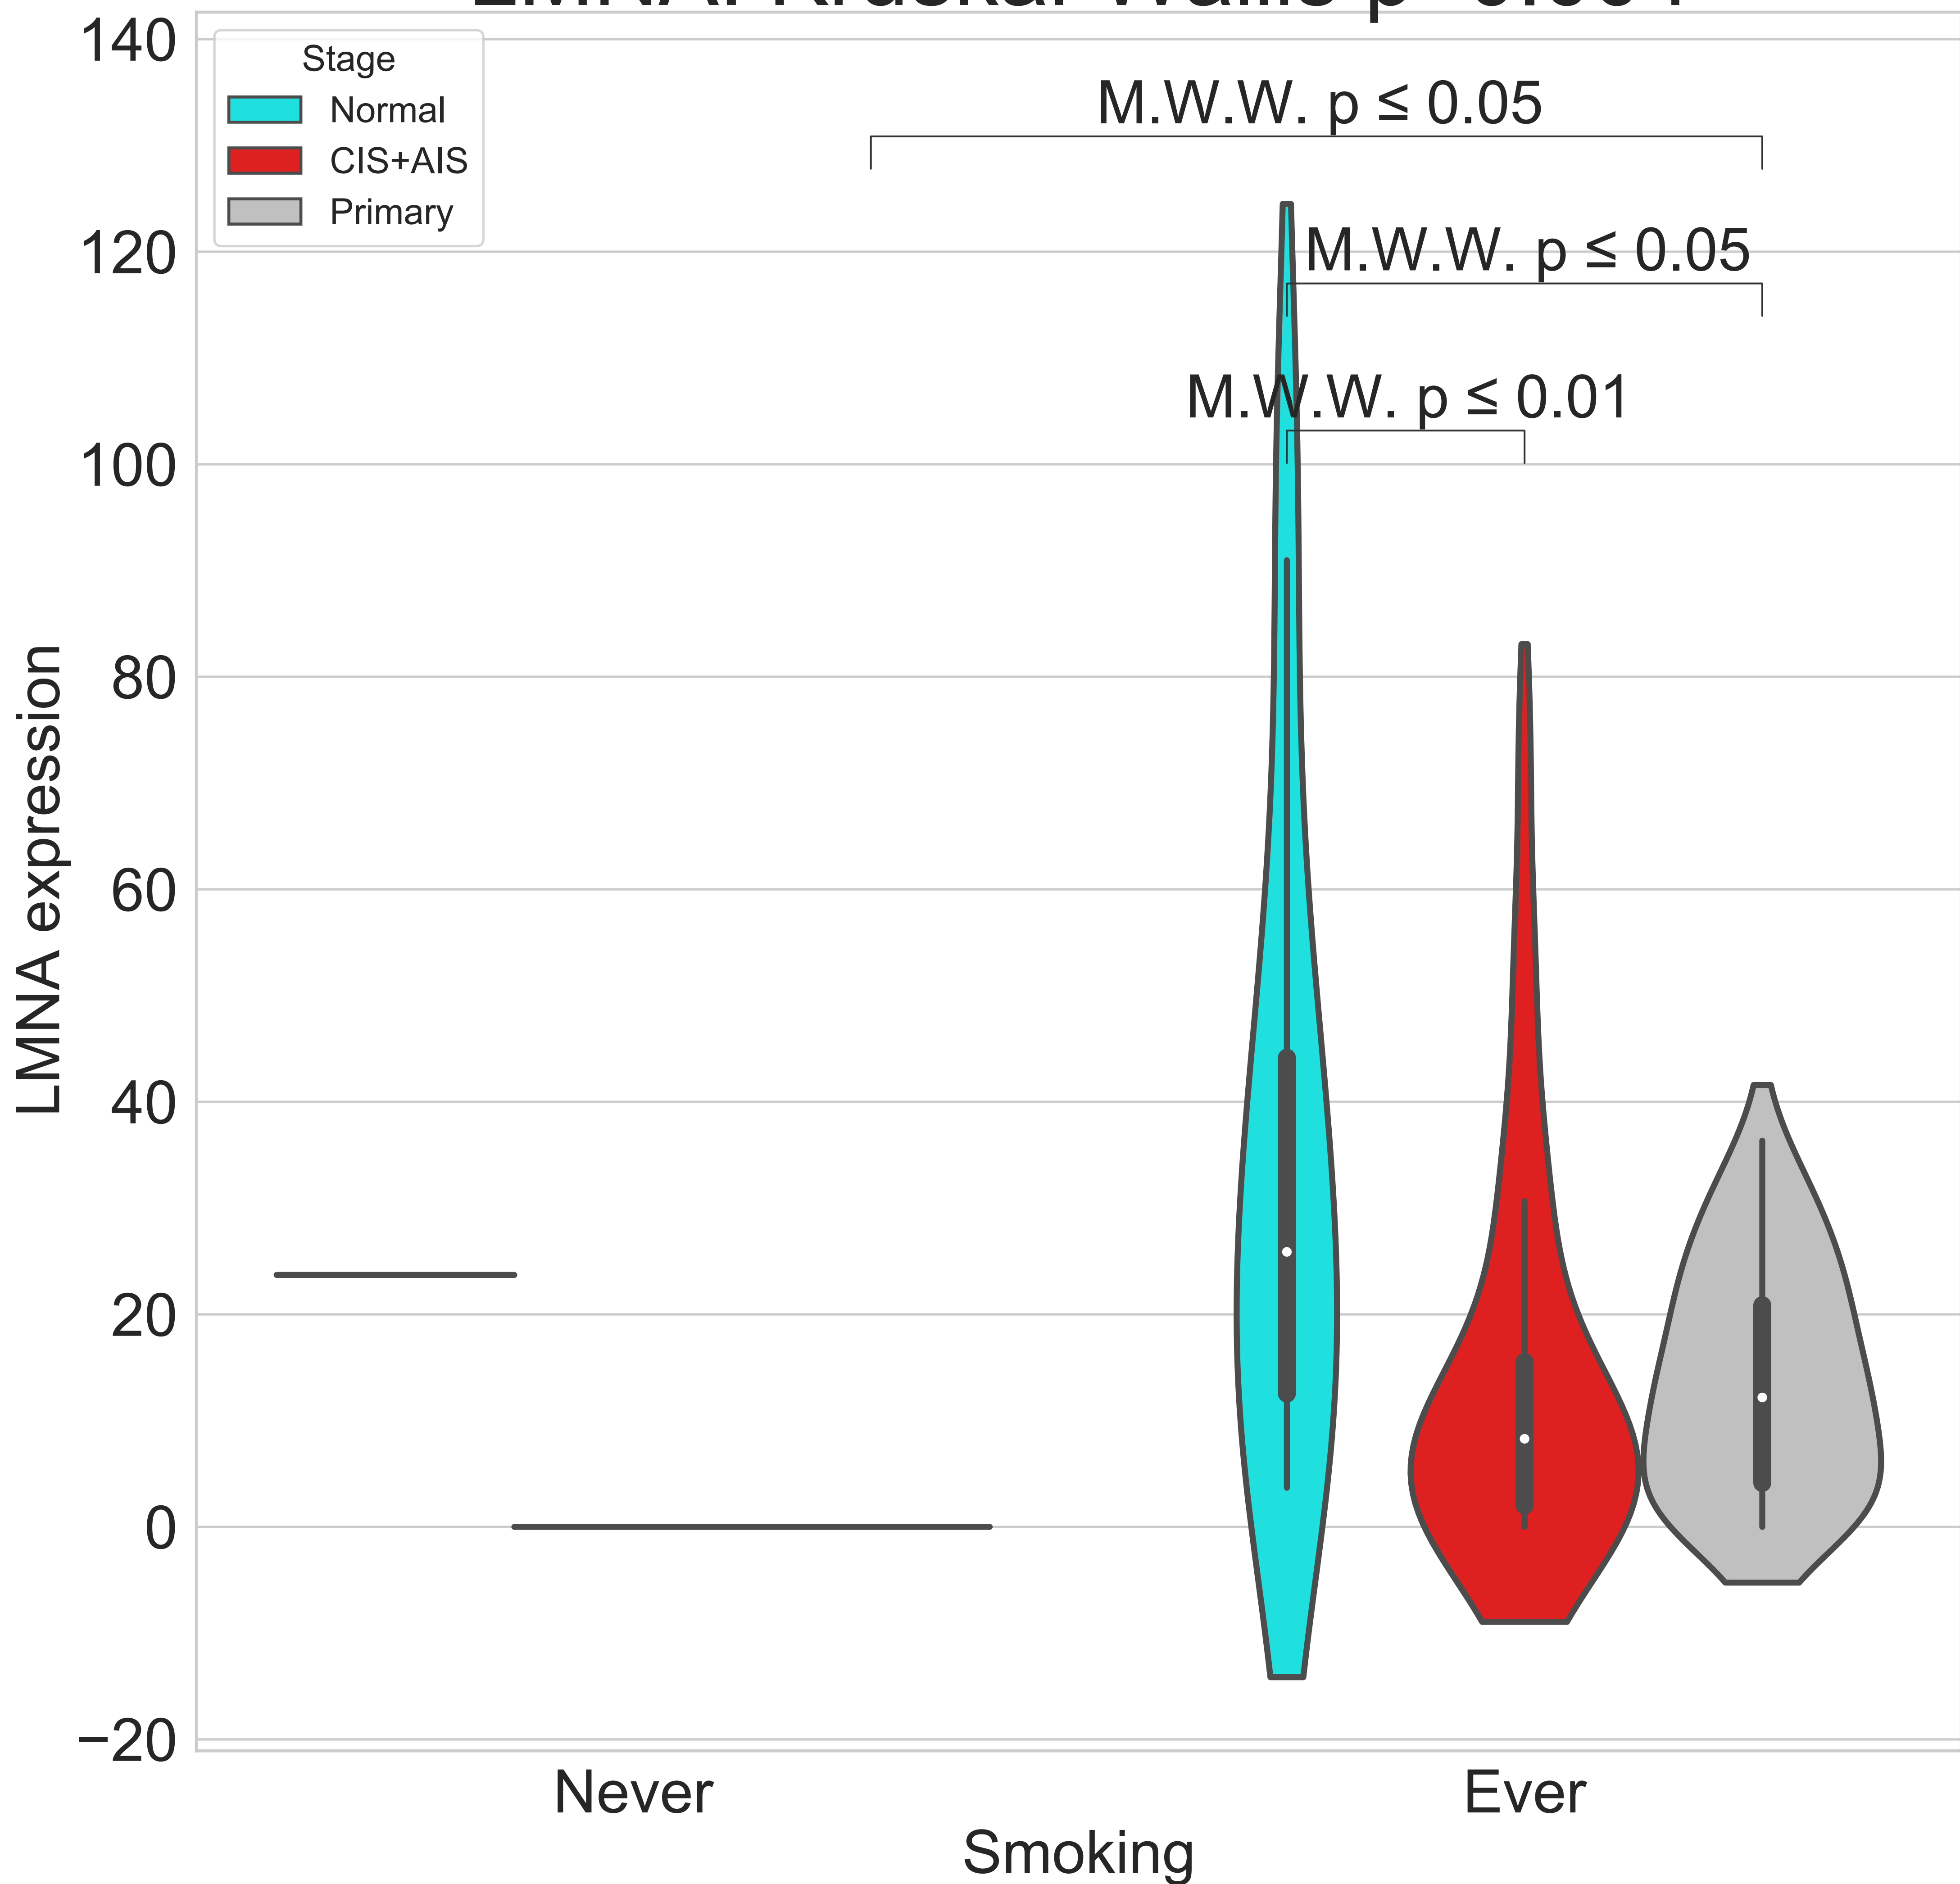 140
Stage
Normal
CIS+AIS
Primary
M.W.W. p ≤ 0.05
120
M.W.W. p ≤ 0.05
M.W.W. p ≤ 0.01
100
80
60
40
20
0
−20
LMNA expression
Never
Ever
Smoking